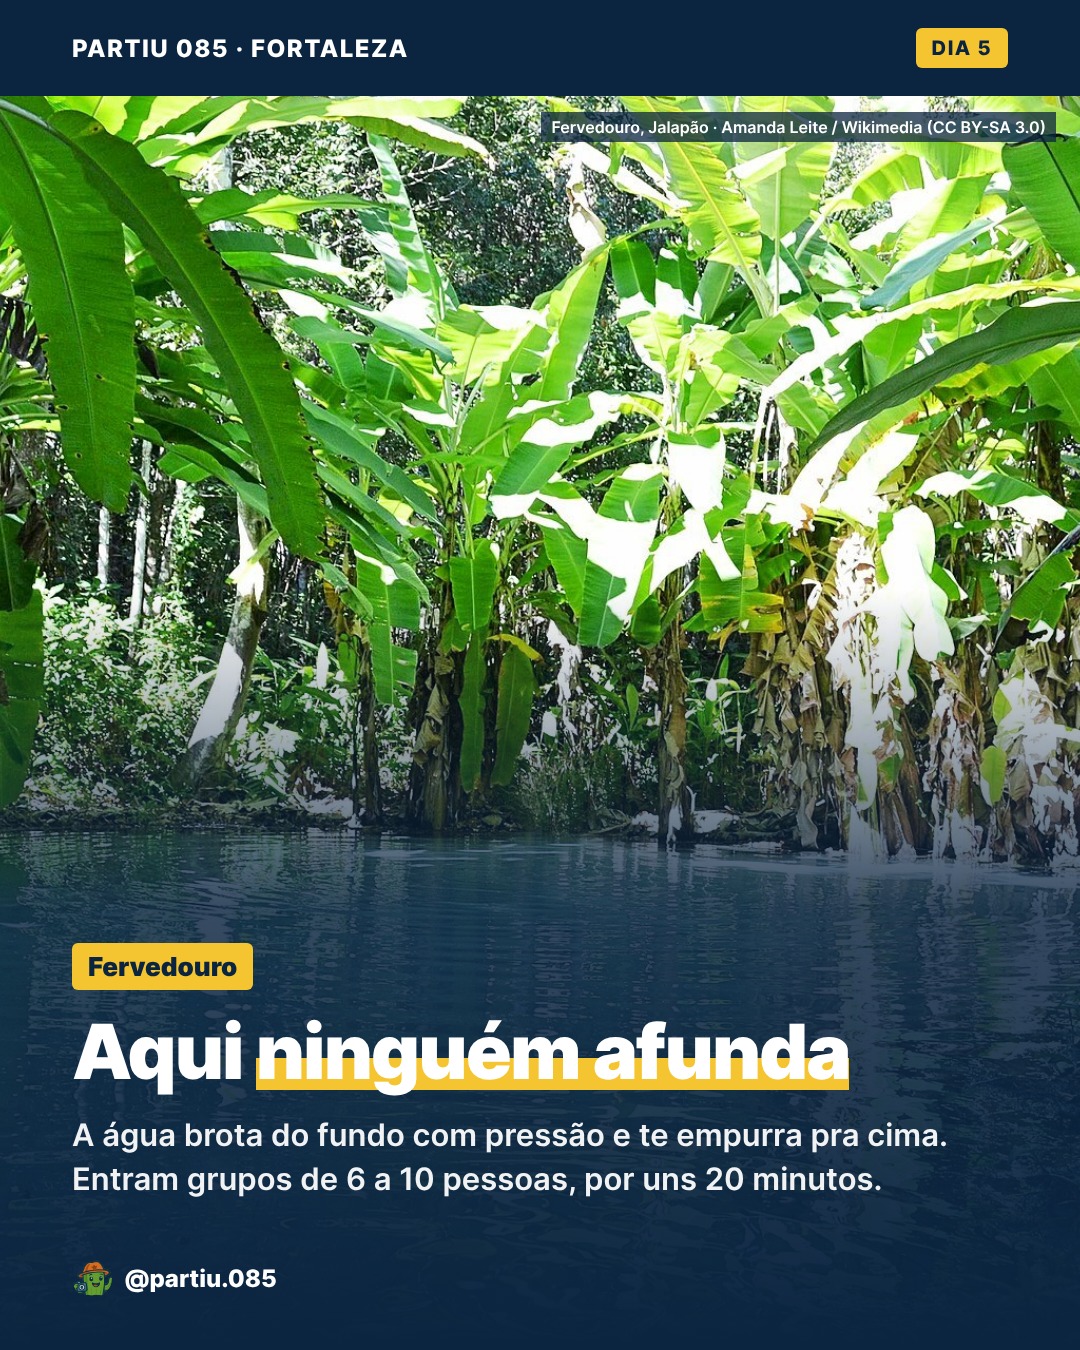 PARTIU 085 · FORTALEZA
DIA 5
Fervedouro, Jalapão · Amanda Leite / Wikimedia (CC BY-SA 3.0)
Fervedouro
Aqui ninguém afunda
A água brota do fundo com pressão e te empurra pra cima.
Entram grupos de 6 a 10 pessoas, por uns 20 minutos.
@partiu.085